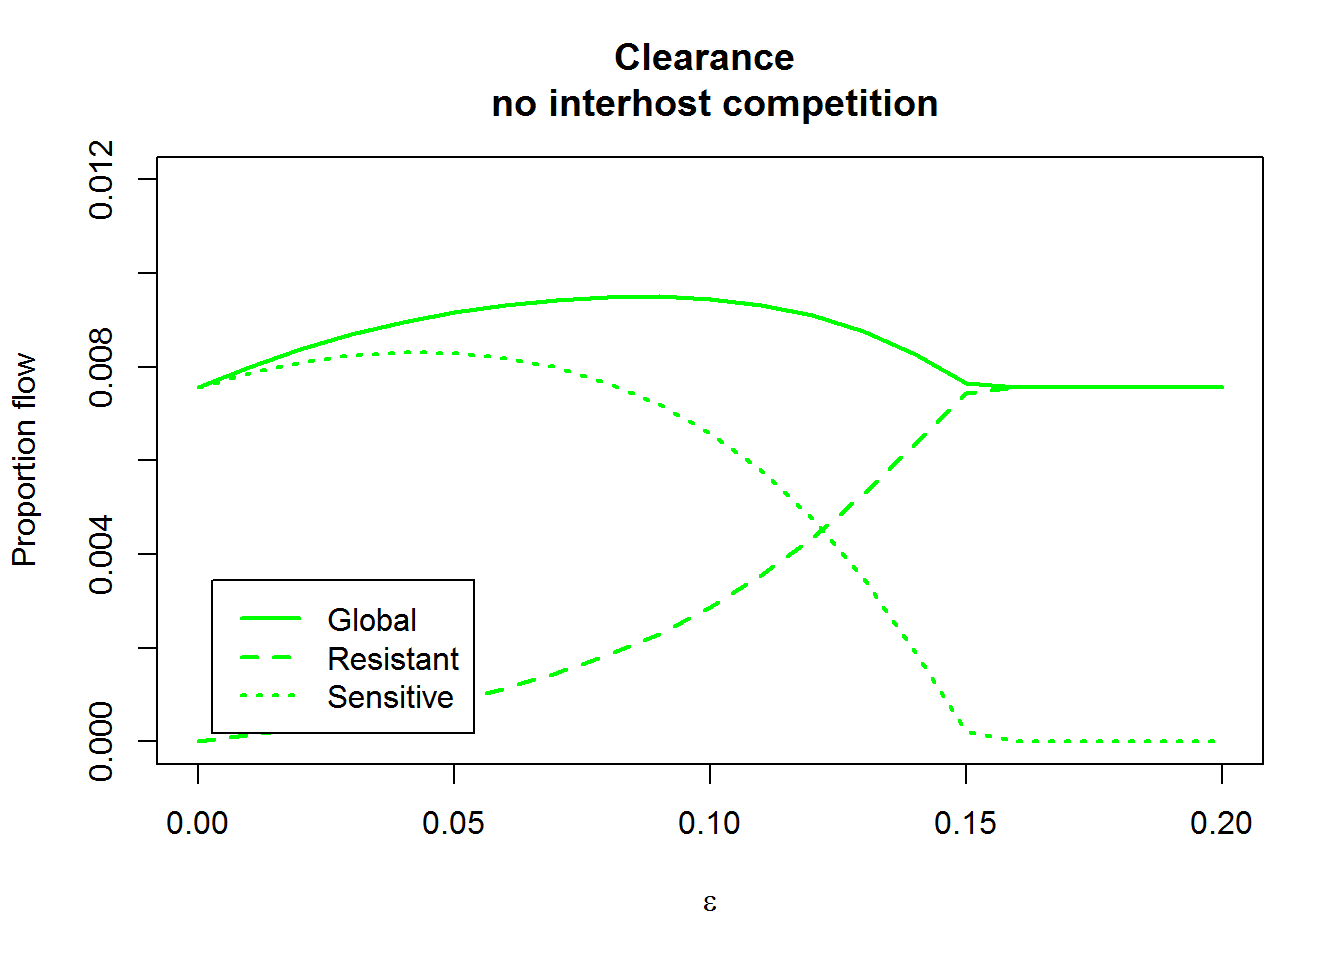 Clearance
no interhost competition
Proportion flow
0.012
0.008
0.004
0.000
Global
Resistant
Sensitive
0.00 0.05 0.10 0.15 0.20
ε